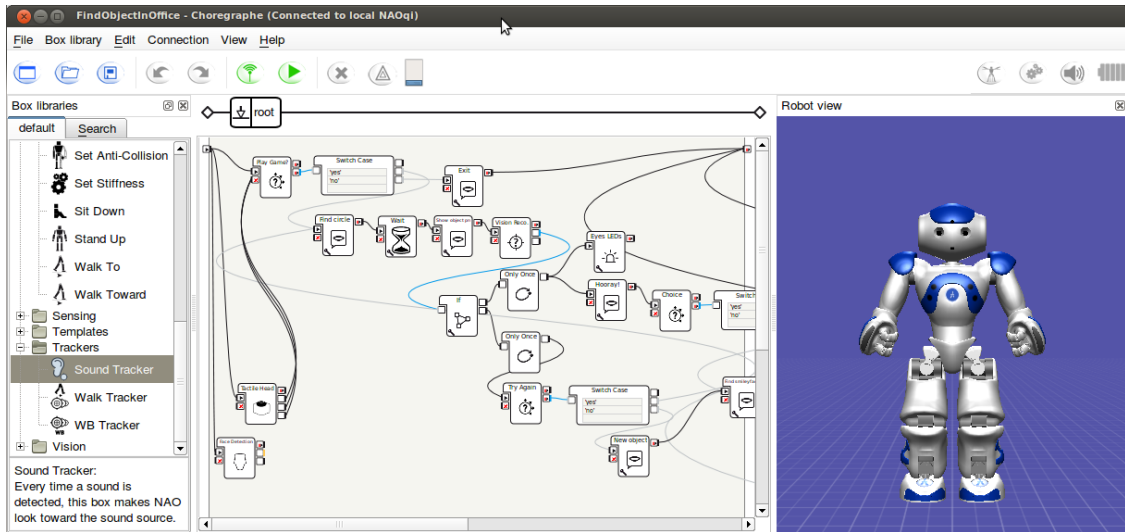 FindObjectInOffice - Choregraphe (Connected to local NAOqi)
File Box library Edit Connection View Help
Box libraries
default Search
Set Anti-Collision
Set Stiffness
Sit Down
Stand Up
Walk To
Walk Toward
Sensing
Templates
Trackers
Sound Tracker
Walk Tracker
WB Tracker
Vision
Sound Tracker:
Every time a sound is
detected, this box makes NAO
look toward the sound source.
root
Play Game?
Switch Case
'yes'
'no'
Exit
Find circle
Wait
Show object
Vision Reco.
Eyes LEDs
Only Once
Hooray!
Choice
Switch
'yes'
'no'
If
Only Once
Try Again
Switch Case
'yes'
'no'
New object
Tactile Head
Face Detection
Robot view